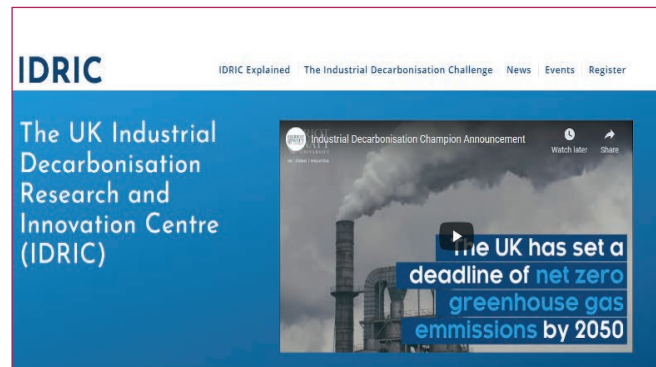 IDRIC
IDRIC Explained The Industrial Decarbonisation Challenge News Events Register
The UK Industrial
Decarbonisation
Research and
Innovation Centre
(IDRIC)
Industrial Decarbonisation Champion Announcement
Watch later Share
The UK has set a
deadline of net zero
greenhouse gas
emmissions by 2050